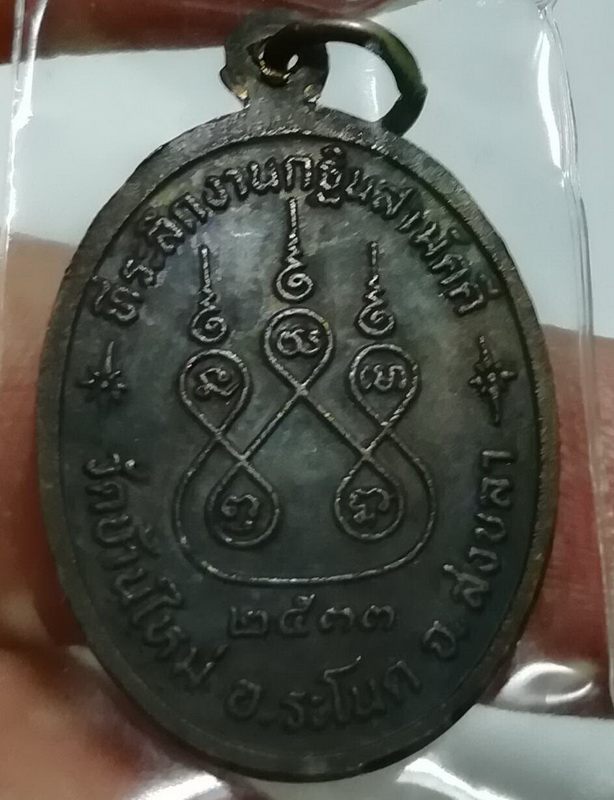 ที่ระลึกงานกฐินสามัคคี
๒๕๓๓
วัดบ้านใหม่ อ.ระโนด จ.สงขลา